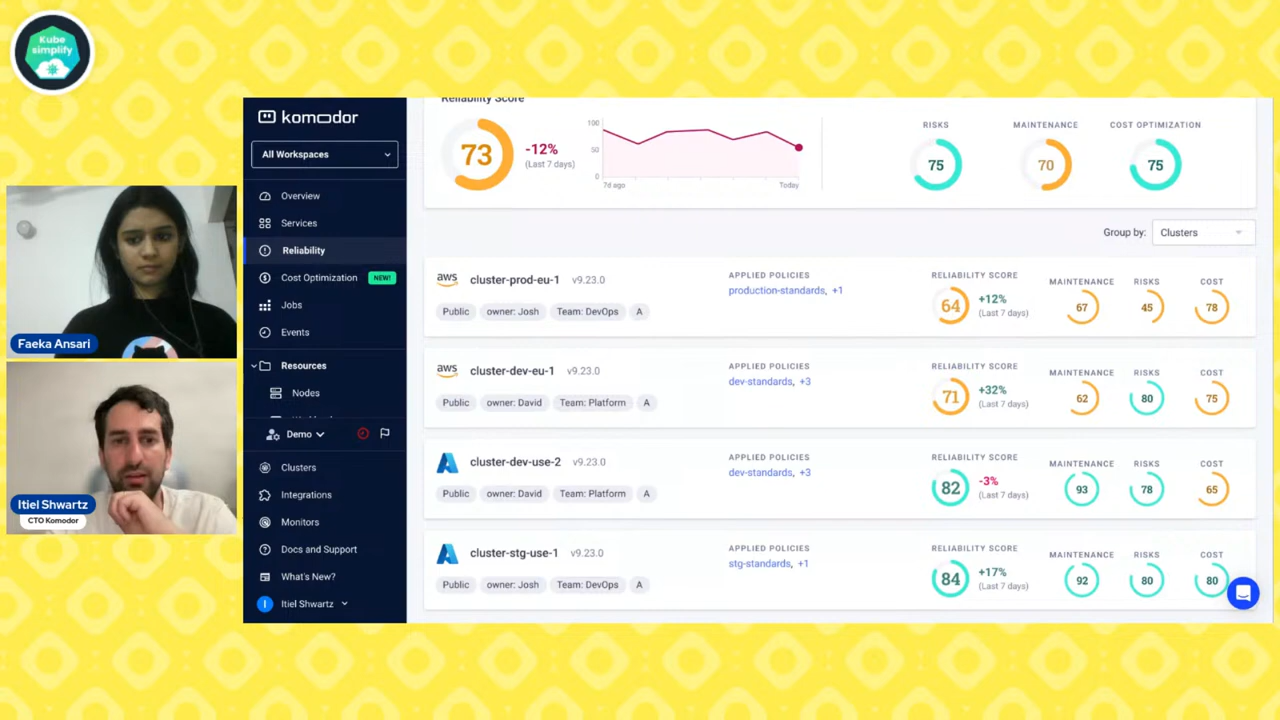 Kube
simplify
Faeka Ansari
Itiel Shwartz
CTO Komodor
komodor
All Workspaces
Overview
Services
Reliability
Cost Optimization NEW!
Jobs
Events
Resources
Nodes
Demo
Clusters
Integrations
Monitors
Docs and Support
What's New?
I Itiel Shwartz
Reliability Score
73
-12%
(Last 7 days)
100
50
0
7d ago Today
RISKS MAINTENANCE COST OPTIMIZATION
75 70 75
Group by: Clusters
aws cluster-prod-eu-1 v9.23.0
Public owner: Josh Team: DevOps A
APPLIED POLICIES
production-standards, +1
RELIABILITY SCORE
64 +12%
(Last 7 days)
MAINTENANCE RISKS COST
67 45 78
aws cluster-dev-eu-1 v9.23.0
Public owner: David Team: Platform A
APPLIED POLICIES
dev-standards, +3
RELIABILITY SCORE
71 +32%
(Last 7 days)
MAINTENANCE RISKS COST
62 80 75
cluster-dev-use-2 v9.23.0
Public owner: David Team: Platform A
APPLIED POLICIES
dev-standards, +3
RELIABILITY SCORE
82 -3%
(Last 7 days)
MAINTENANCE RISKS COST
93 78 65
cluster-stg-use-1 v9.23.0
Public owner: Josh Team: DevOps A
APPLIED POLICIES
stg-standards, +1
RELIABILITY SCORE
84 +17%
(Last 7 days)
MAINTENANCE RISKS COST
92 80 80